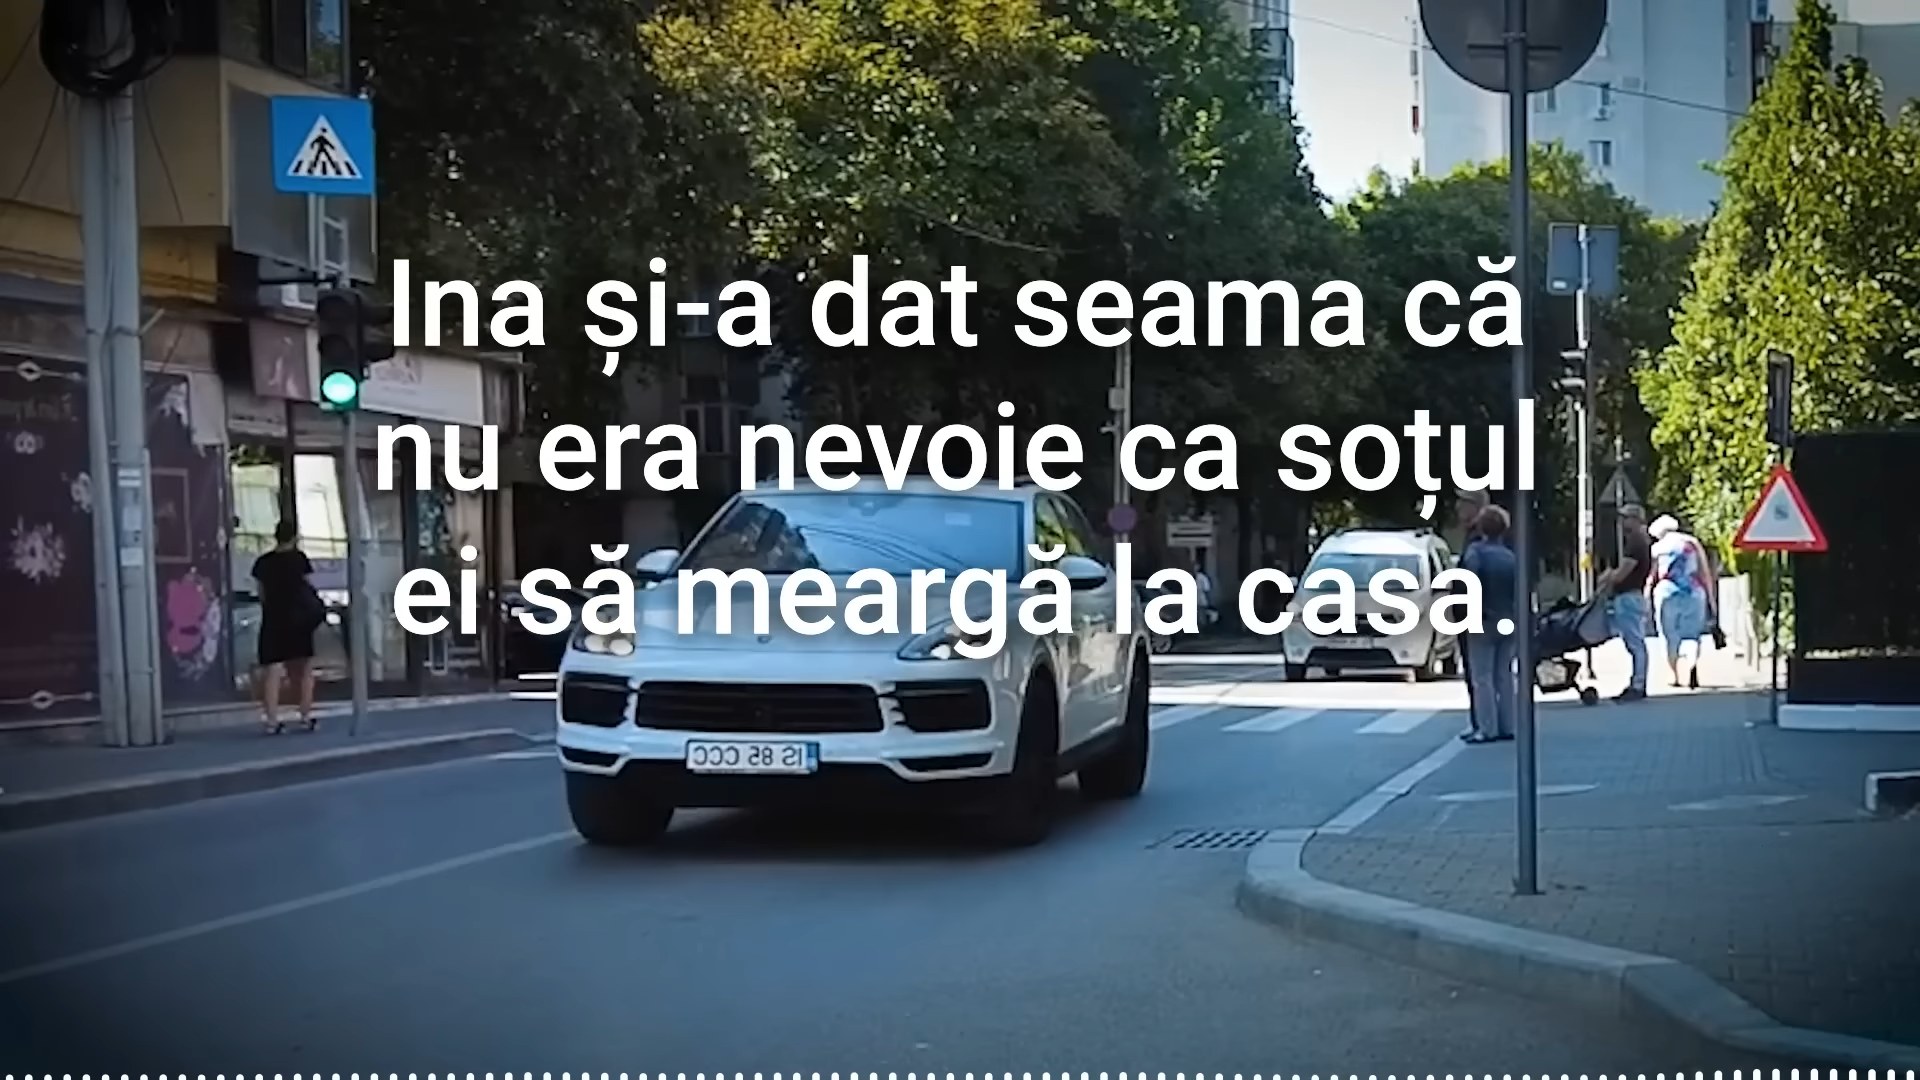 Ina și-a dat seama că
nu era nevoie ca soțul
ei să meargă la casa.
IS 85 CCC